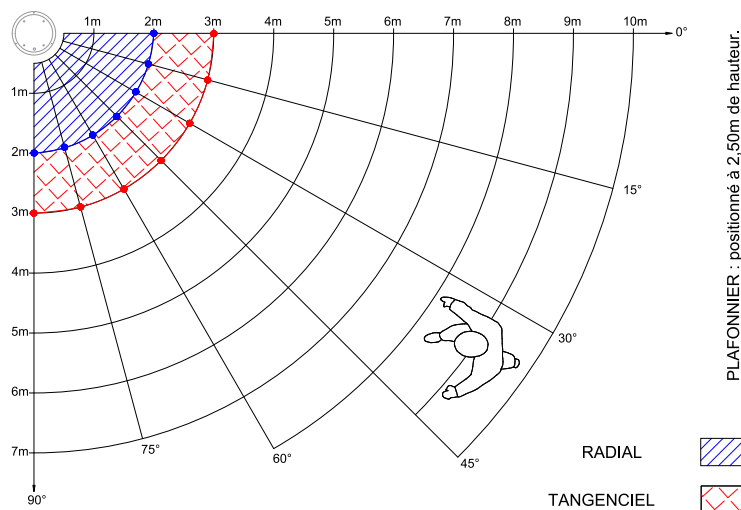 1m 2m 3m 4m 5m 6m 7m 8m 9m 10m
0°
1m
2m
3m
4m
5m
6m
7m
15°
30°
45°
60°
75°
90°
RADIAL
TANGENCIEL
PLAFONNIER : positionné à 2,50m de hauteur.